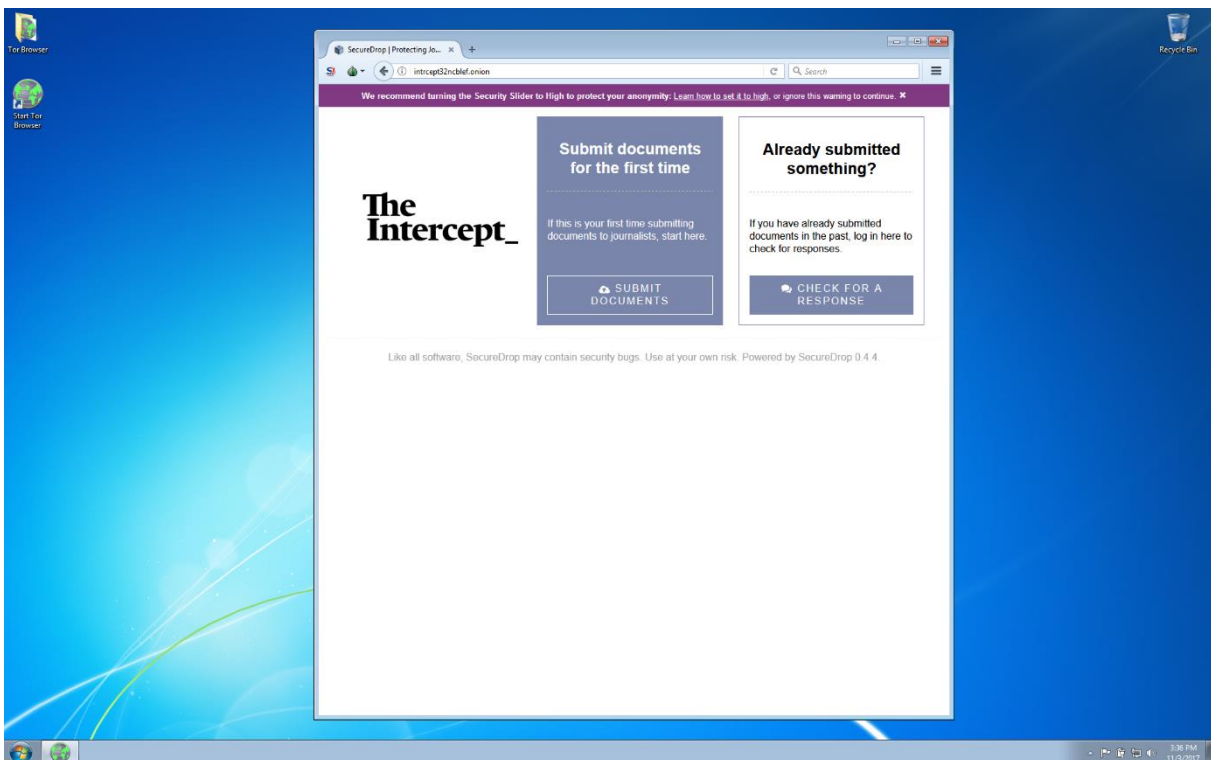 Tor Browser
Start Tor
Browser
Recycle Bin
SecureDrop | Protecting Jo...
intrcept32ncblef.onion
Search
We recommend turning the Security Slider to High to protect your anonymity: Learn how to set it to high, or ignore this warning to continue.
The
Intercept_
Submit documents
for the first time
If this is your first time submitting
documents to journalists, start here.
SUBMIT
DOCUMENTS
Already submitted
something?
If you have already submitted
documents in the past, log in here to
check for responses.
CHECK FOR A
RESPONSE
Like all software, SecureDrop may contain security bugs. Use at your own risk. Powered by SecureDrop 0.4.4.
3:36 PM
11/3/2017